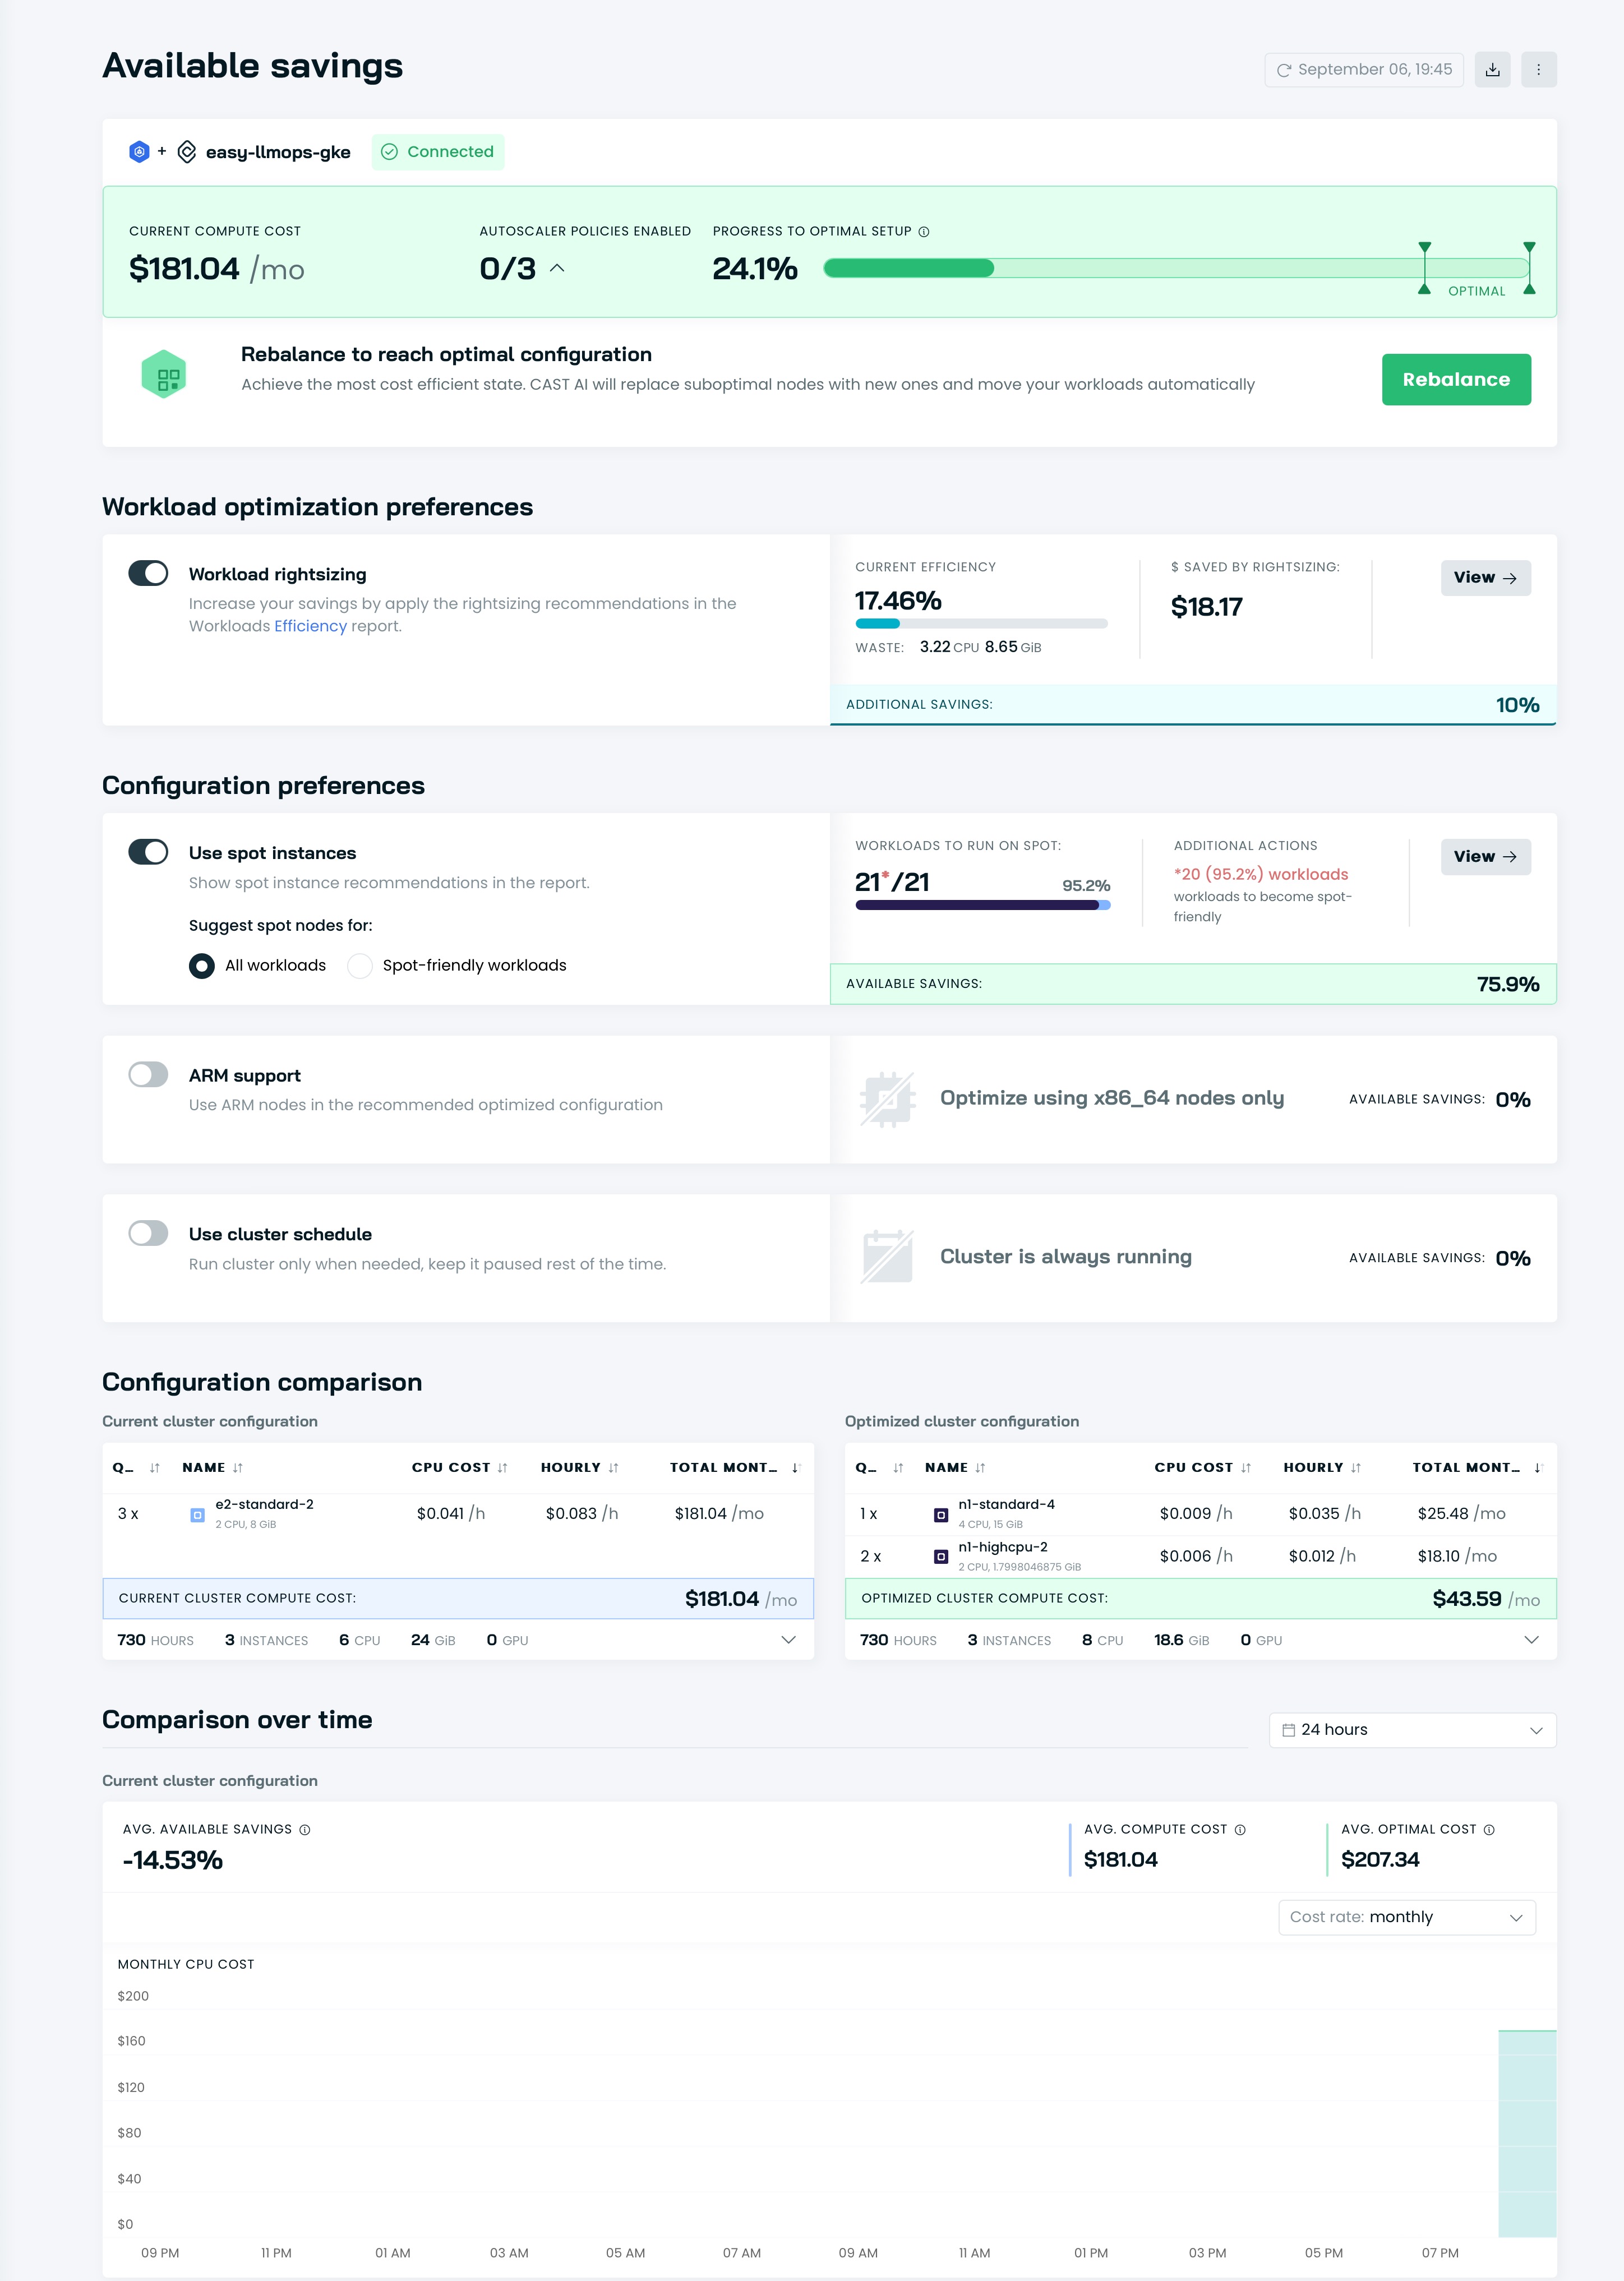 Available savings
September 06, 19:45
+ easy-llmops-gke Connected
CURRENT COMPUTE COST
$181.04 /mo
AUTOSCALER POLICIES ENABLED
0/3
PROGRESS TO OPTIMAL SETUP
24.1%
OPTIMAL
Rebalance to reach optimal configuration
Achieve the most cost efficient state. CAST AI will replace suboptimal nodes with new ones and move your workloads automatically
Rebalance
Workload optimization preferences
Workload rightsizing
Increase your savings by apply the rightsizing recommendations in the
Workloads Efficiency report.
CURRENT EFFICIENCY
17.46%
WASTE: 3.22 CPU 8.65 GiB
$ SAVED BY RIGHTSIZING:
$18.17
View
ADDITIONAL SAVINGS: 10%
Configuration preferences
Use spot instances
Show spot instance recommendations in the report.
Suggest spot nodes for:
All workloads Spot-friendly workloads
WORKLOADS TO RUN ON SPOT:
21*/21 95.2%
ADDITIONAL ACTIONS
*20 (95.2%) workloads
workloads to become spot-
friendly
View
AVAILABLE SAVINGS: 75.9%
ARM support
Use ARM nodes in the recommended optimized configuration
Optimize using x86_64 nodes only
AVAILABLE SAVINGS: 0%
Use cluster schedule
Run cluster only when needed, keep it paused rest of the time.
Cluster is always running
AVAILABLE SAVINGS: 0%
Configuration comparison
Current cluster configuration
Q... NAME CPU COST HOURLY TOTAL MONT...
3 x e2-standard-2 $0.041 /h $0.083 /h $181.04 /mo
2 CPU, 8 GiB
CURRENT CLUSTER COMPUTE COST: $181.04 /mo
730 HOURS 3 INSTANCES 6 CPU 24 GiB 0 GPU
Optimized cluster configuration
Q... NAME CPU COST HOURLY TOTAL MONT...
1 x n1-standard-4 $0.009 /h $0.035 /h $25.48 /mo
4 CPU, 15 GiB
2 x n1-highcpu-2 $0.006 /h $0.012 /h $18.10 /mo
2 CPU, 1.7998046875 GiB
OPTIMIZED CLUSTER COMPUTE COST: $43.59 /mo
730 HOURS 3 INSTANCES 8 CPU 18.6 GiB 0 GPU
Comparison over time
24 hours
Current cluster configuration
AVG. AVAILABLE SAVINGS
-14.53%
AVG. COMPUTE COST
$181.04
AVG. OPTIMAL COST
$207.34
Cost rate: monthly
MONTHLY CPU COST
$200
$160
$120
$80
$40
$0
09 PM 11 PM 01 AM 03 AM 05 AM 07 AM 09 AM 11 AM 01 PM 03 PM 05 PM 07 PM